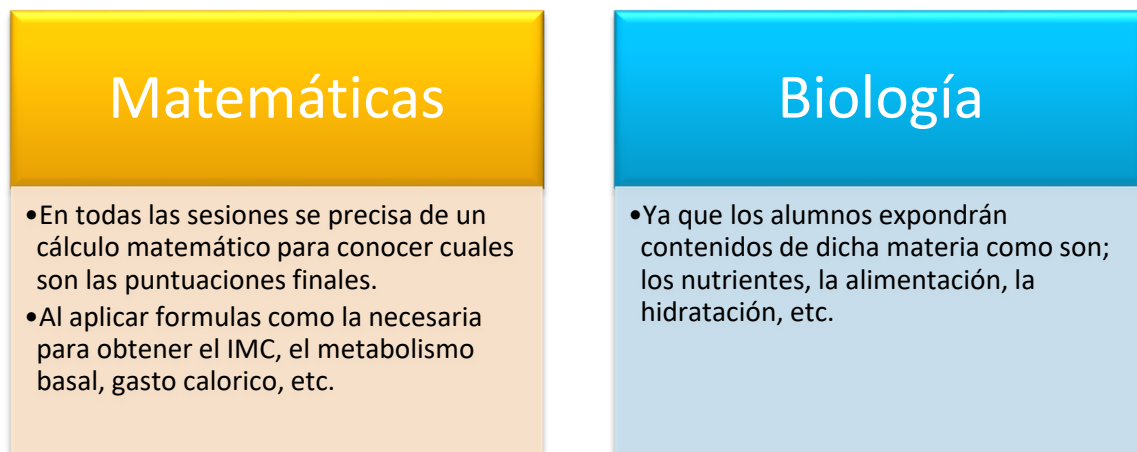 Matemáticas
•En todas las sesiones se precisa de un
cálculo matemático para conocer cuales
son las puntuaciones finales.
•Al aplicar formulas como la necesaria
para obtener el IMC, el metabolismo
basal, gasto calorico, etc.
Biología
•Ya que los alumnos expondrán
contenidos de dicha materia como son;
los nutrientes, la alimentación, la
hidratación, etc.